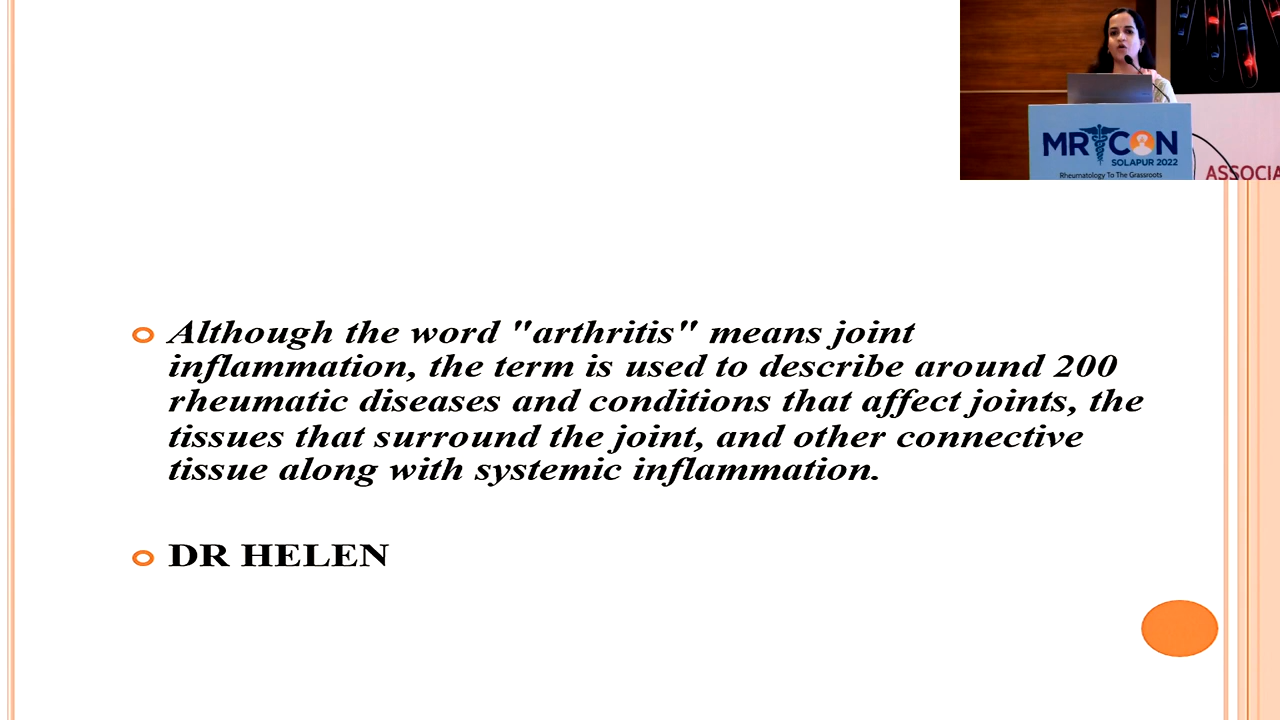 MRCON
SOLAPUR 2022
Rheumatology To The Grassroots
ASSOCIA
Although the word "arthritis" means joint
inflammation, the term is used to describe around 200
rheumatic diseases and conditions that affect joints, the
tissues that surround the joint, and other connective
tissue along with systemic inflammation.
DR HELEN